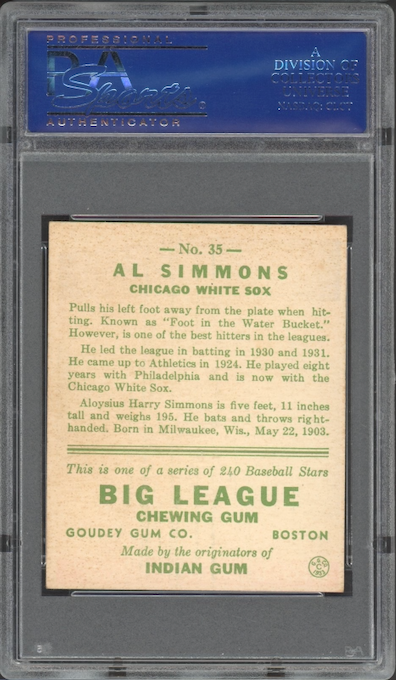 PROFESSIONAL
PSA
Sports
AUTHENTICATOR
A
DIVISION OF
COLLECTORS
UNIVERSE
NASDAQ: CLCT
— No. 35 —
AL SIMMONS
CHICAGO WHITE SOX
Pulls his left foot away from the plate when hit-
ting. Known as "Foot in the Water Bucket."
However, is one of the best hitters in the leagues.
He led the league in batting in 1930 and 1931.
He came up to Athletics in 1924. He played eight
years with Philadelphia and is now with the
Chicago White Sox.
Aloysius Harry Simmons is five feet, 11 inches
tall and weighs 195. He bats and throws right-
handed. Born in Milwaukee, Wis., May 22, 1903.
This is one of a series of 240 Baseball Stars
BIG LEAGUE
CHEWING GUM
GOUDEY GUM CO. BOSTON
Made by the originators of
INDIAN GUM